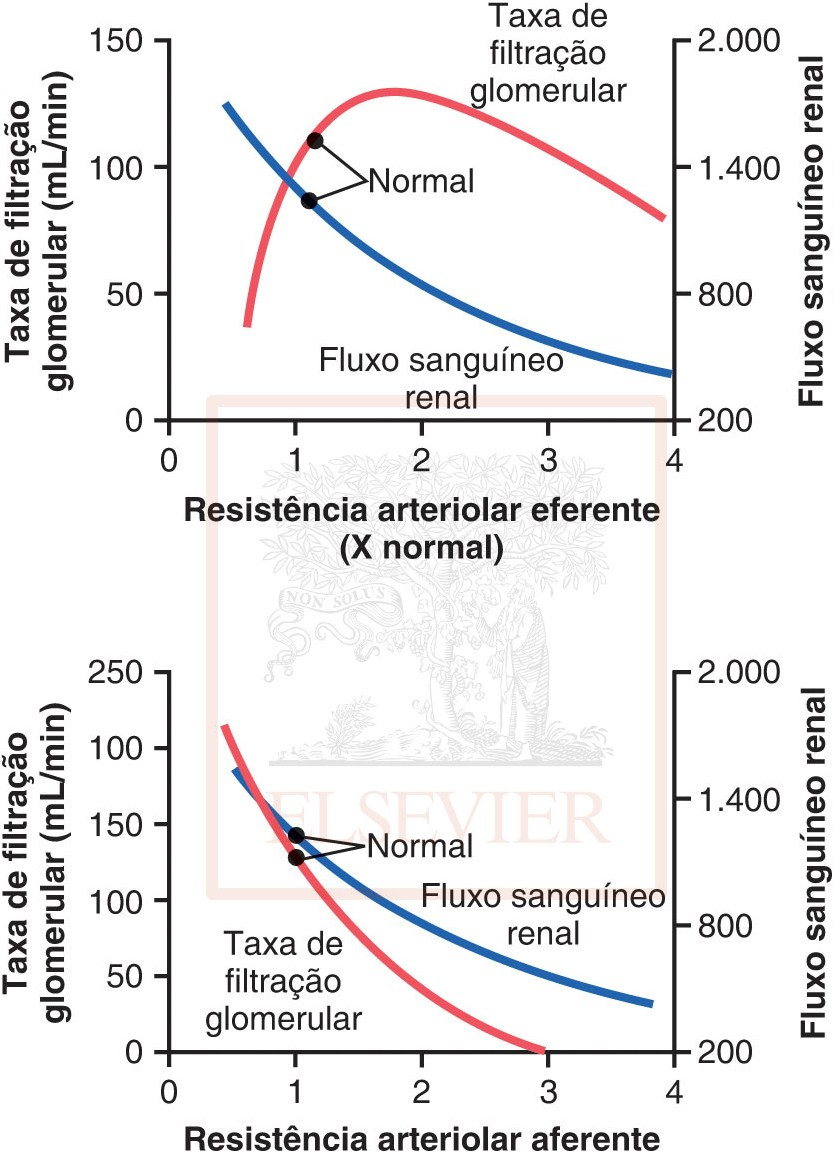 Taxa de
filtração
glomerular
150
100
50
0
Taxa de filtração
glomerular (mL/min)
2.000
1.400
800
200
Fluxo sanguíneo renal
Normal
Fluxo sanguíneo
renal
0 1 2 3 4
Resistência arteriolar eferente
(X normal)
NON SOLUS
ELSEVIER
250
100
150
100
50
0
Taxa de filtração
glomerular (mL/min)
2.000
1.400
800
200
Fluxo sanguíneo renal
Normal
Fluxo sanguíneo
renal
Taxa de
filtração
glomerular
0 1 2 3 4
Resistência arteriolar aferente